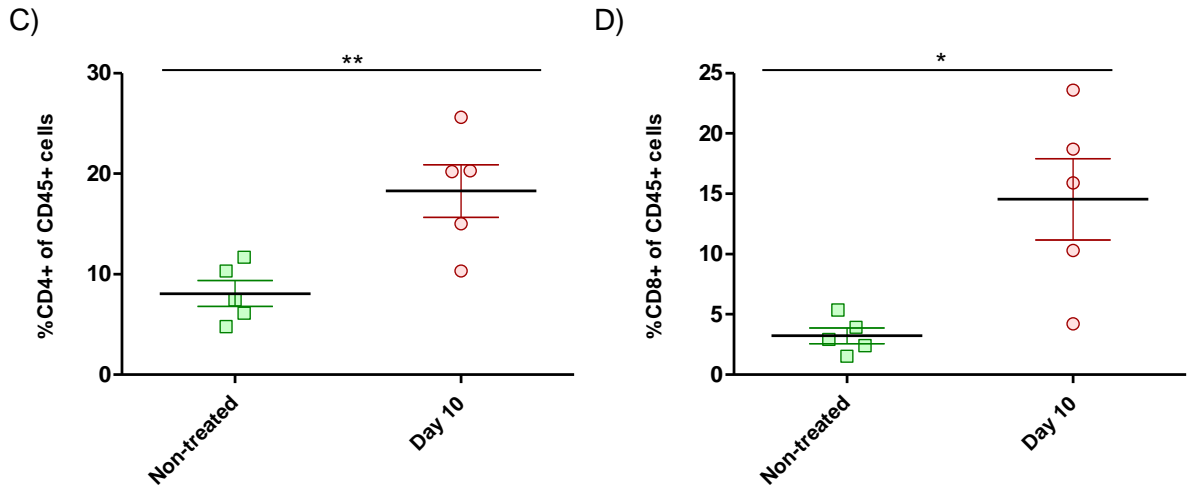 C)
**
%CD4+ of CD45+ cells
30
20
10
0
Non-treated
Day 10
D)
*
%CD8+ of CD45+ cells
25
20
15
10
5
0
Non-treated
Day 10